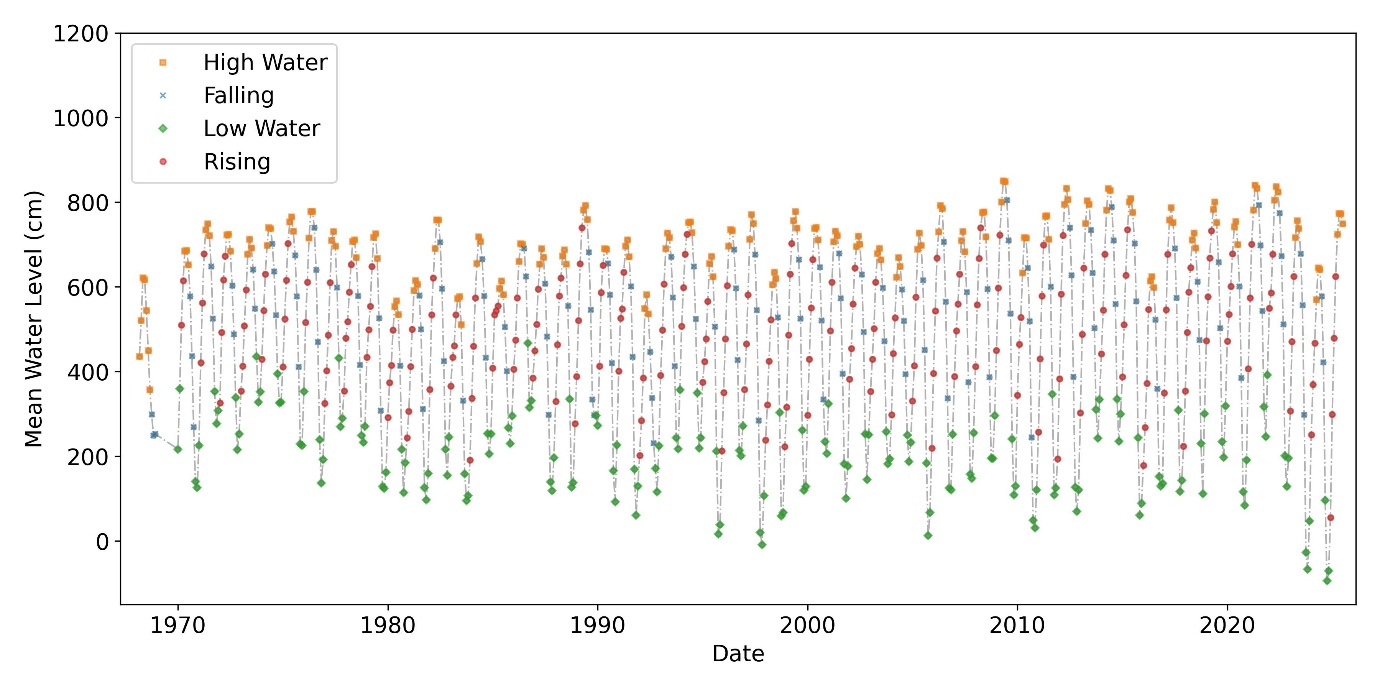 Mean Water Level (cm)
1200
1000
800
600
400
200
0
High Water
Falling
Low Water
Rising
1970
1980
1990
2000
2010
2020
Date